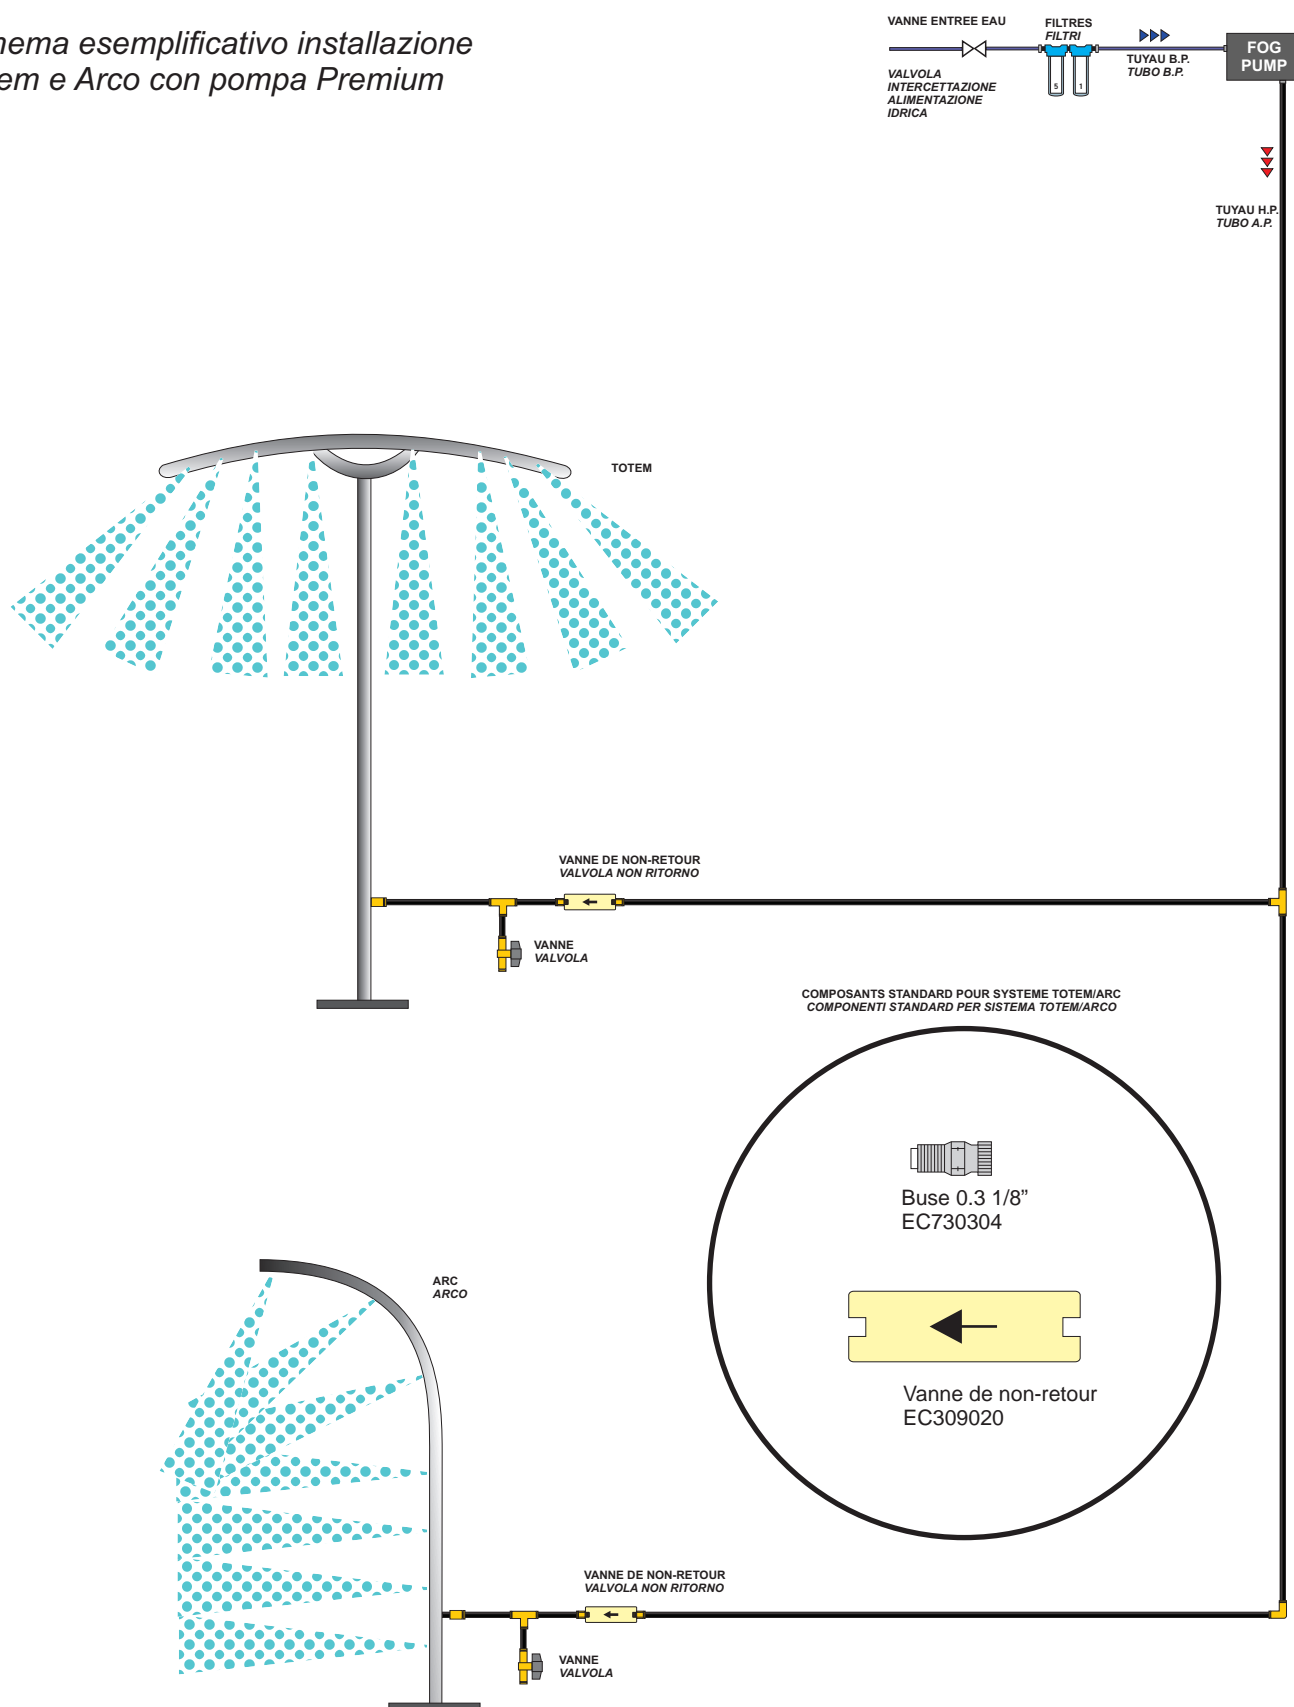 hema esemplificativo installazione
em e Arco con pompa Premium
VANNE ENTREE EAU
VALVOLA
INTERCETTAZIONE
ALIMENTAZIONE
IDRICA
FILTRES
FILTRI
5 1
TUYAU B.P.
TUBO B.P.
FOG
PUMP
TUYAU H.P.
TUBO A.P.
TOTEM
VANNE DE NON-RETOUR
VALVOLA NON RITORNO
VANNE
VALVOLA
COMPOSANTS STANDARD POUR SYSTEME TOTEM/ARC
COMPONENTI STANDARD PER SISTEMA TOTEM/ARCO
Buse 0.3 1/8”
EC730304
Vanne de non-retour
EC309020
ARC
ARCO
VANNE DE NON-RETOUR
VALVOLA NON RITORNO
VANNE
VALVOLA